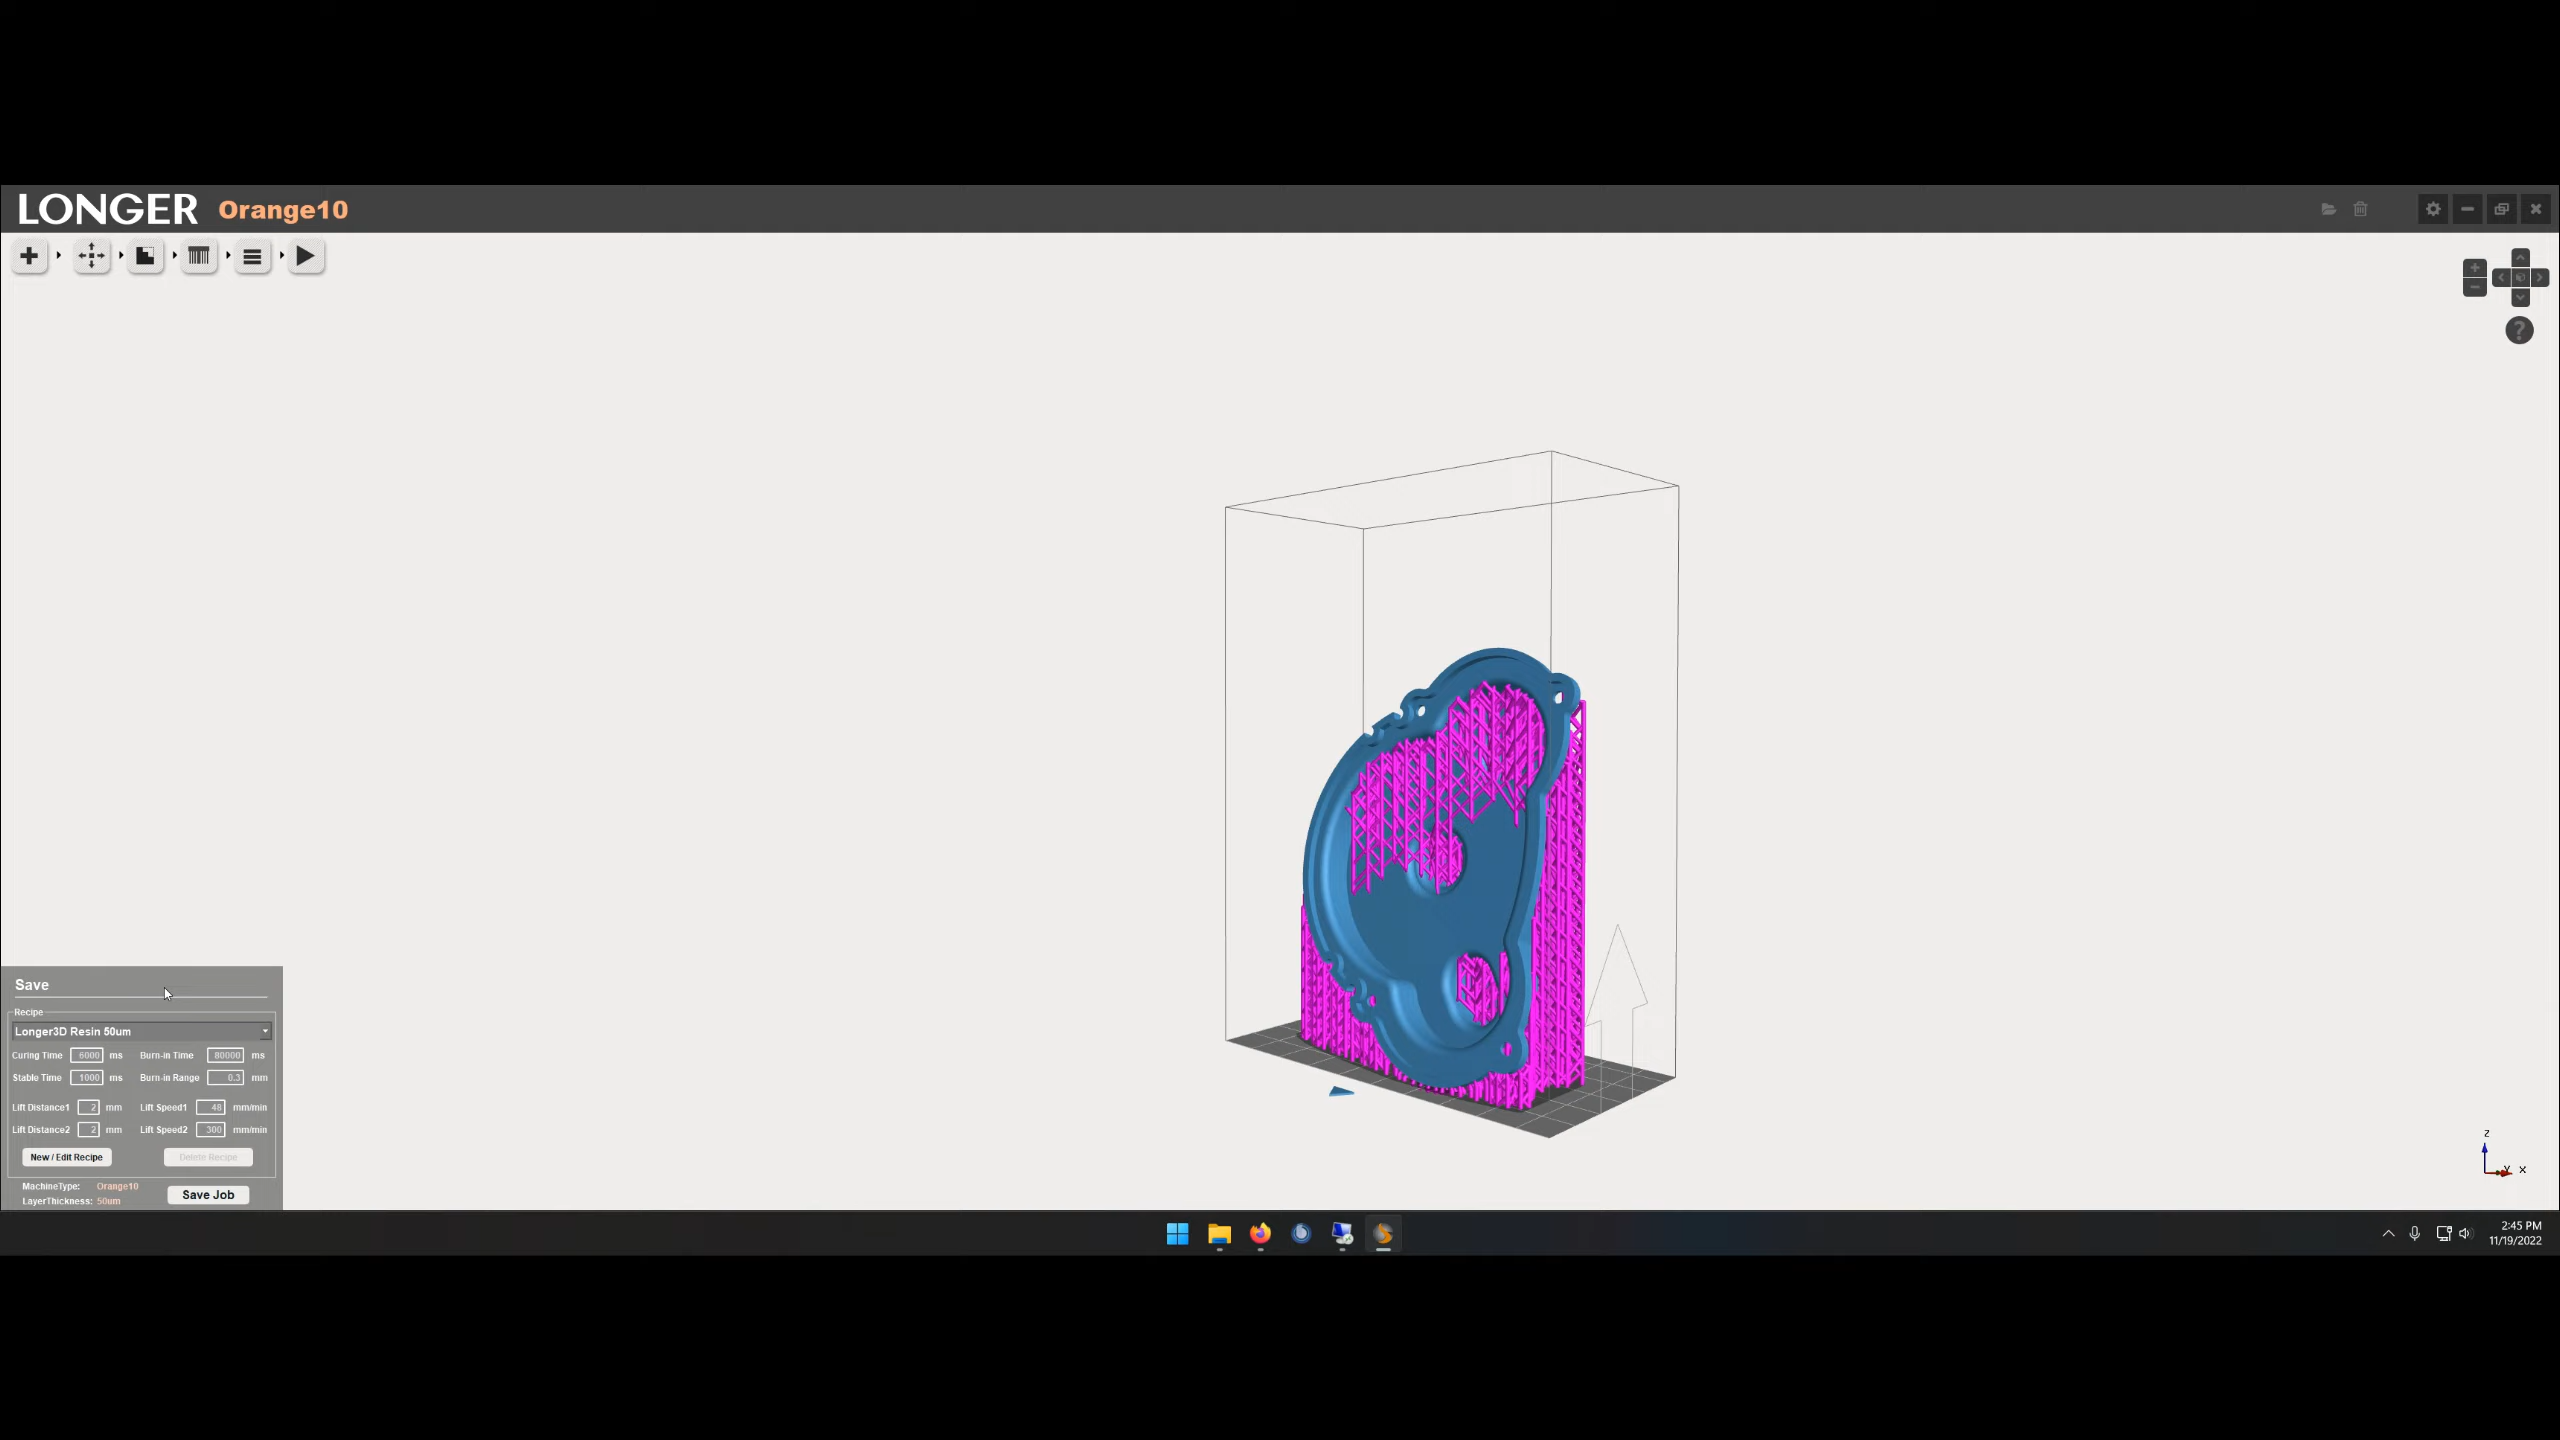 LONGER Orange10
Save
Recipe
Longer3D Resin 50um
Curing Time 6000 ms Burn-in Time 80000 ms
Stable Time 1000 ms Burn-in Range 0.3 mm
Lift Distance1 2 mm Lift Speed1 48 mm/min
Lift Distance2 2 mm Lift Speed2 300 mm/min
New / Edit Recipe Delete Recipe
MachineType: Orange10
LayerThickness: 50um
Save Job
z
Y x
2:45 PM
11/19/2022